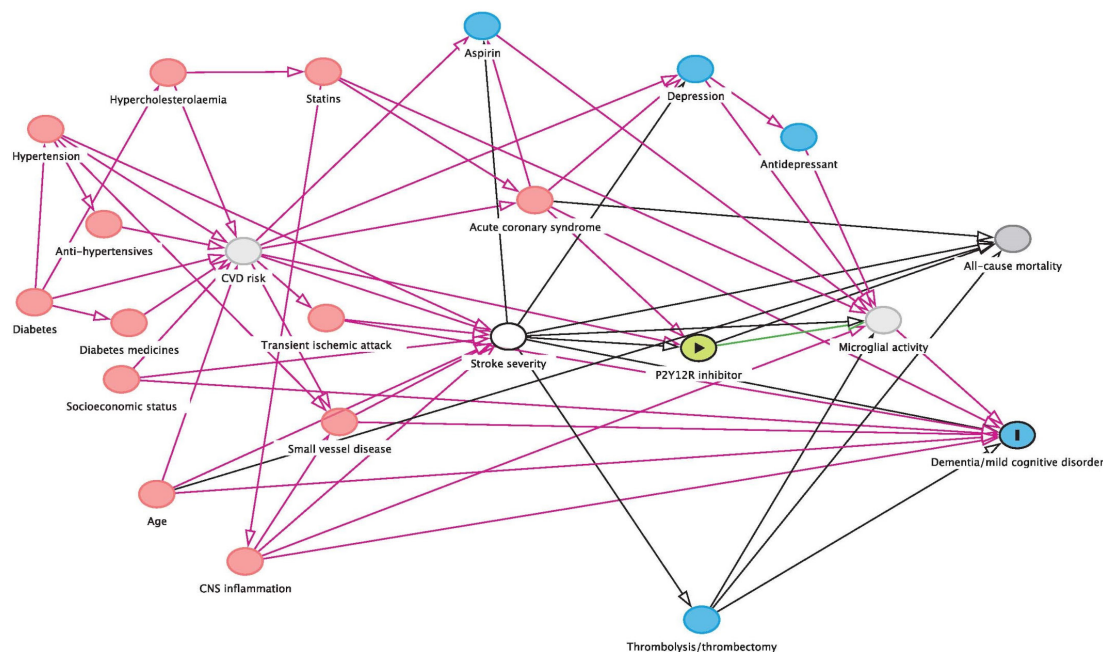 Aspirin
Depression
Hypercholesterolaemia
Statins
Antidepressant
Hypertension
Acute coronary syndrome
Anti-hypertensives
All-cause mortality
CVD risk
Diabetes
Diabetes medicines
Transient ischemic attack
Microglial activity
Stroke severity
P2Y12R inhibitor
Socioeconomic status
Small vessel disease
Dementia/mild cognitive disorder
Age
CNS inflammation
Thrombolysis/thrombectomy